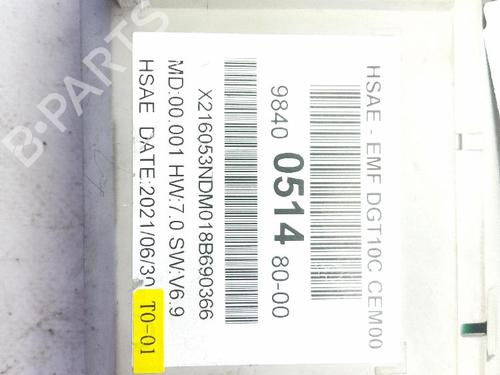 HSAE - EMF DGT10C CEM00
9840 0514 80-00
X216053NDM018B690366
MD:00.001 HW:7.0 SW:V6.9
HSAE DATE:2021/06/30
T0-01
B-PARTS